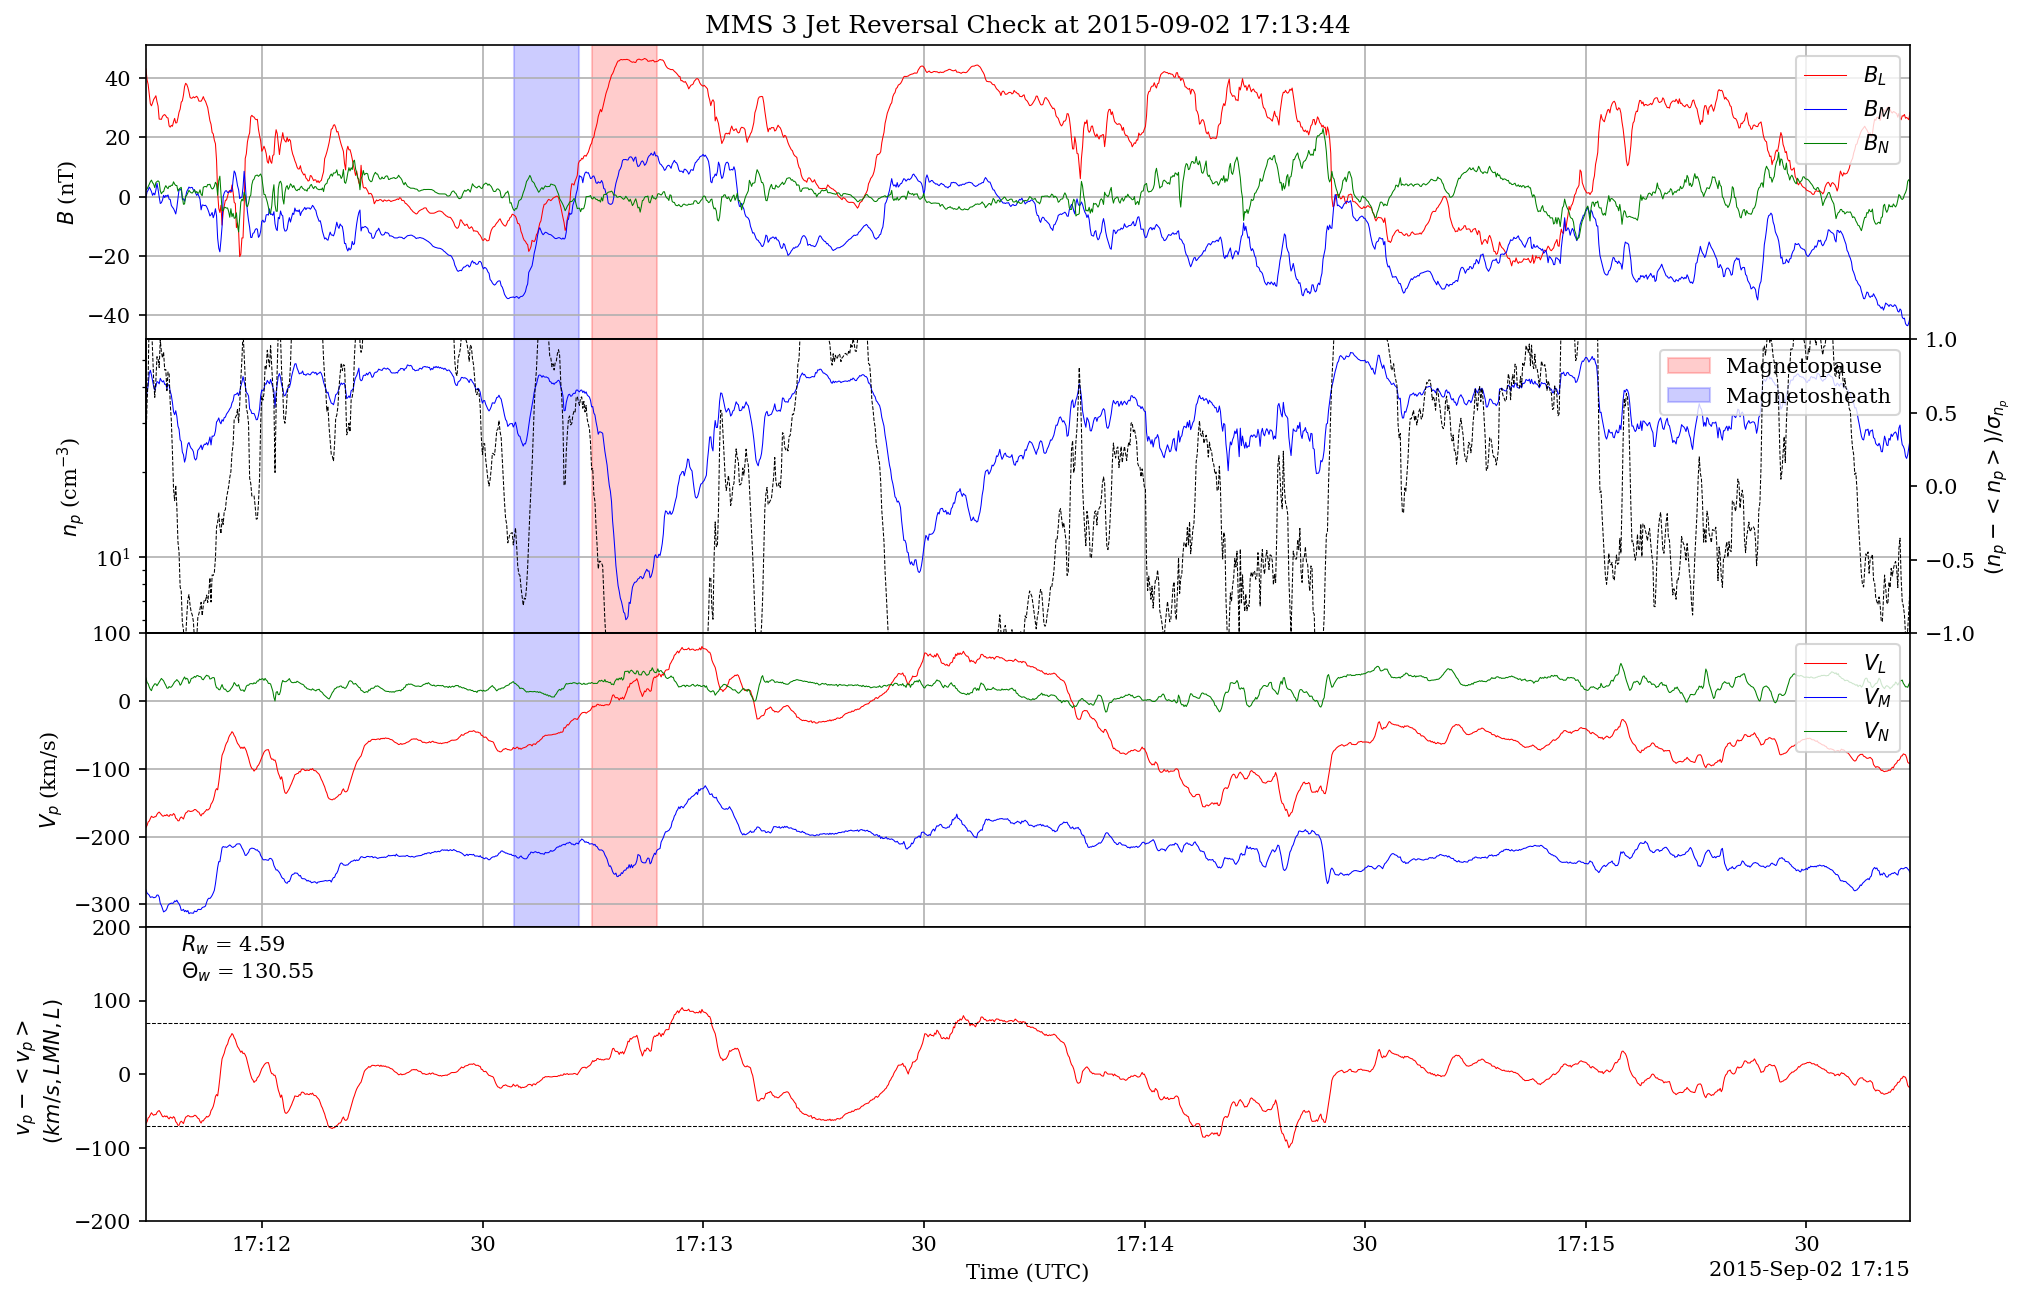 MMS 3 Jet Reversal Check at 2015-09-02 17:13:44
B (nT)
40
20
0
−20
−40
B_L
B_M
B_N
n_p (cm^{−3})
10^1
1.0
0.5
0.0
−0.5
−1.0
(n_p − < n_p >)/σ_{n_p}
Magnetopause
Magnetosheath
V_p (km/s)
100
0
−100
−200
−300
V_L
V_M
V_N
v_p − < v_p >
(km/s, LMN, L)
200
100
0
−100
−200
R_w = 4.59
Θ_w = 130.55
17:12
30
17:13
30
17:14
30
17:15
30
Time (UTC)
2015-Sep-02 17:15